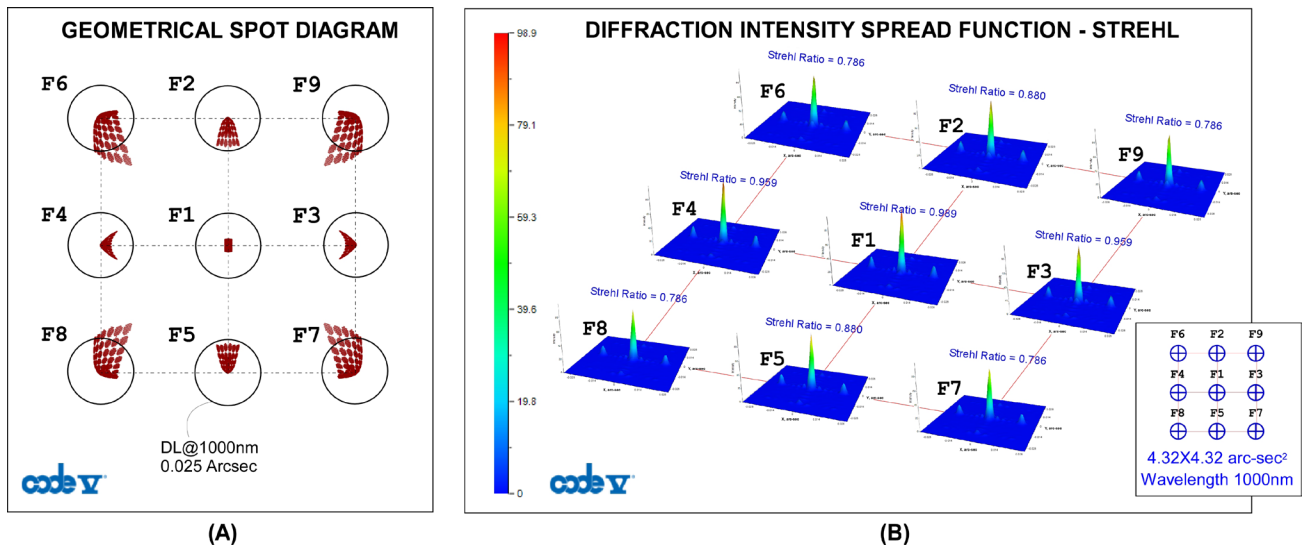 (A)
GEOMETRICAL SPOT DIAGRAM
F6
F2
F9
F4
F1
F3
F8
F5
F7
DL@1000nm
0.025 Arcsec
code V
(B)
DIFFRACTION INTENSITY SPREAD FUNCTION - STREHL
98.9
79.1
59.3
39.6
19.8
0
Strehl Ratio = 0.786
F6
Strehl Ratio = 0.880
F2
Strehl Ratio = 0.786
F9
Strehl Ratio = 0.959
F4
Strehl Ratio = 0.989
F1
Strehl Ratio = 0.959
F3
Strehl Ratio = 0.786
F8
Strehl Ratio = 0.880
F5
Strehl Ratio = 0.786
F7
code V
F6 F2 F9
F4 F1 F3
F8 F5 F7
4.32X4.32 arc-sec²
Wavelength 1000nm